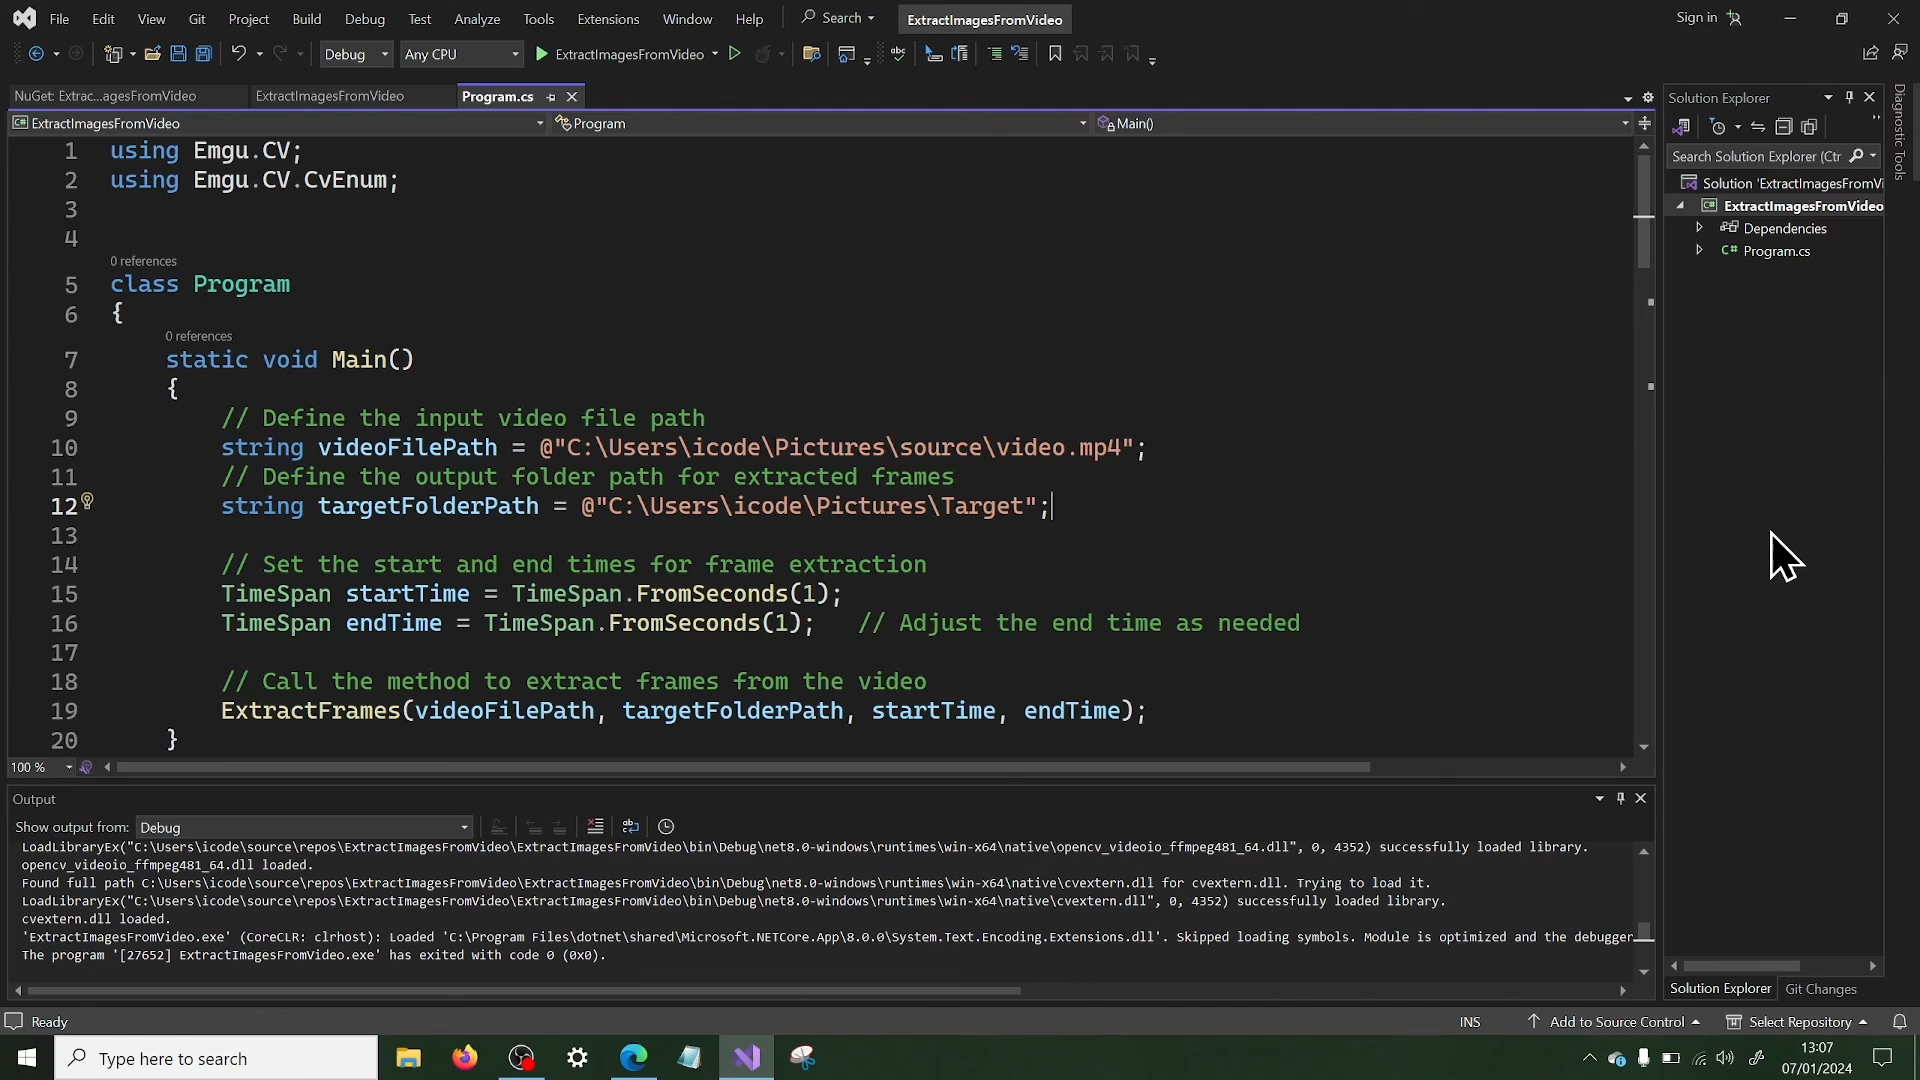 File Edit View Git Project Build Debug Test Analyze Tools Extensions Window Help Search ExtractImagesFromVideo Sign in
Debug Any CPU ExtractImagesFromVideo
NuGet: Extrac...agesFromVideo ExtractImagesFromVideo Program.cs
ExtractImagesFromVideo Program Main()
1 using Emgu.CV;
2 using Emgu.CV.CvEnum;
3
4
0 references
5 class Program
6 {
0 references
7 static void Main()
8 {
9 // Define the input video file path
10 string videoFilePath = @"C:\Users\icode\Pictures\source\video.mp4";
11 // Define the output folder path for extracted frames
12 string targetFolderPath = @"C:\Users\icode\Pictures\Target";
13
14 // Set the start and end times for frame extraction
15 TimeSpan startTime = TimeSpan.FromSeconds(1);
16 TimeSpan endTime = TimeSpan.FromSeconds(1); // Adjust the end time as needed
17
18 // Call the method to extract frames from the video
19 ExtractFrames(videoFilePath, targetFolderPath, startTime, endTime);
20 }
100 %
Output
Show output from: Debug
LoadLibraryEx("C:\Users\icode\source\repos\ExtractImagesFromVideo\ExtractImagesFromVideo\bin\Debug\net8.0-windows\runtimes\win-x64\native\opencv_videoio_ffmpeg481_64.dll", 0, 4352) successfully loaded library.
opencv_videoio_ffmpeg481_64.dll loaded.
Found full path C:\Users\icode\source\repos\ExtractImagesFromVideo\ExtractImagesFromVideo\bin\Debug\net8.0-windows\runtimes\win-x64\native\cvextern.dll for cvextern.dll. Trying to load it.
LoadLibraryEx("C:\Users\icode\source\repos\ExtractImagesFromVideo\ExtractImagesFromVideo\bin\Debug\net8.0-windows\runtimes\win-x64\native\cvextern.dll", 0, 4352) successfully loaded library.
cvextern.dll loaded.
'ExtractImagesFromVideo.exe' (CoreCLR: clrhost): Loaded 'C:\Program Files\dotnet\shared\Microsoft.NETCore.App\8.0.0\System.Text.Encoding.Extensions.dll'. Skipped loading symbols. Module is optimized and the debugger
The program '[27652] ExtractImagesFromVideo.exe' has exited with code 0 (0x0).
Solution Explorer
Search Solution Explorer (Ctr
Solution 'ExtractImagesFromVi
ExtractImagesFromVideo
Dependencies
C# Program.cs
Solution Explorer Git Changes
Diagnostic Tools
Ready INS Add to Source Control Select Repository
Type here to search
13:07
07/01/2024